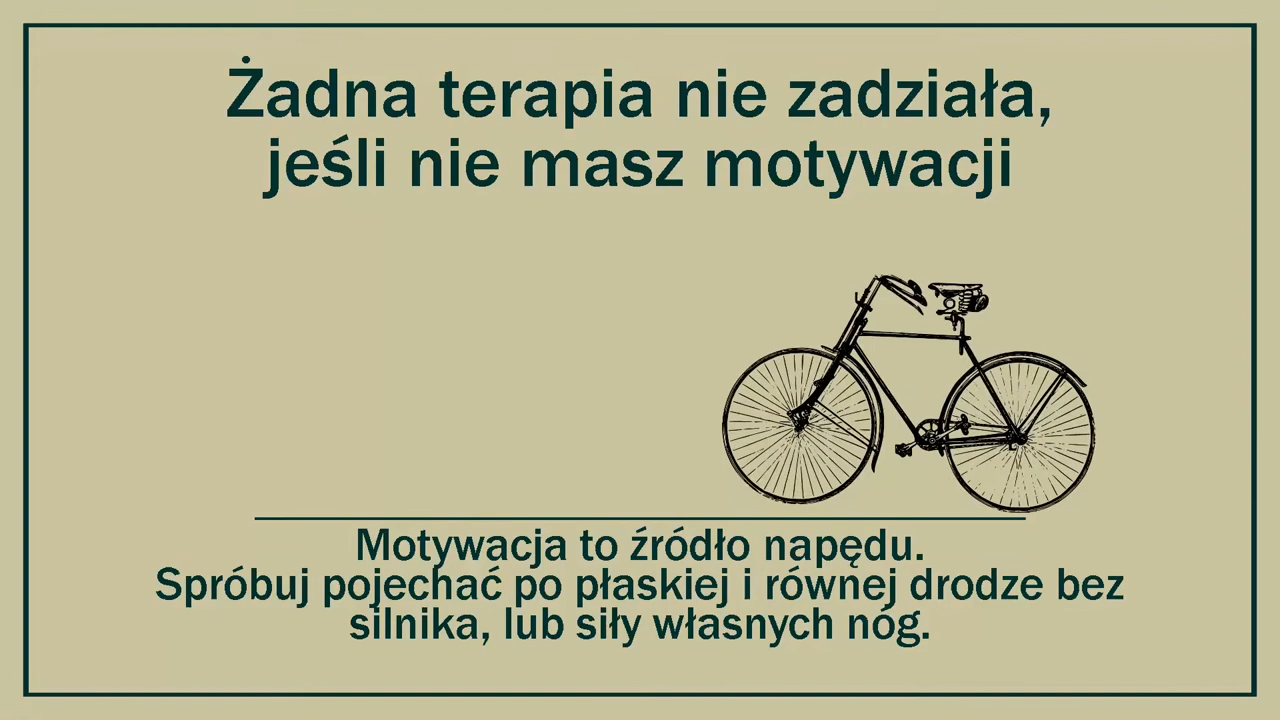 Żadna terapia nie zadziała,
jeśli nie masz motywacji
Motywacja to źródło napędu.
Spróbuj pojechać po płaskiej i równej drodze bez
silnika, lub siły własnych nóg.